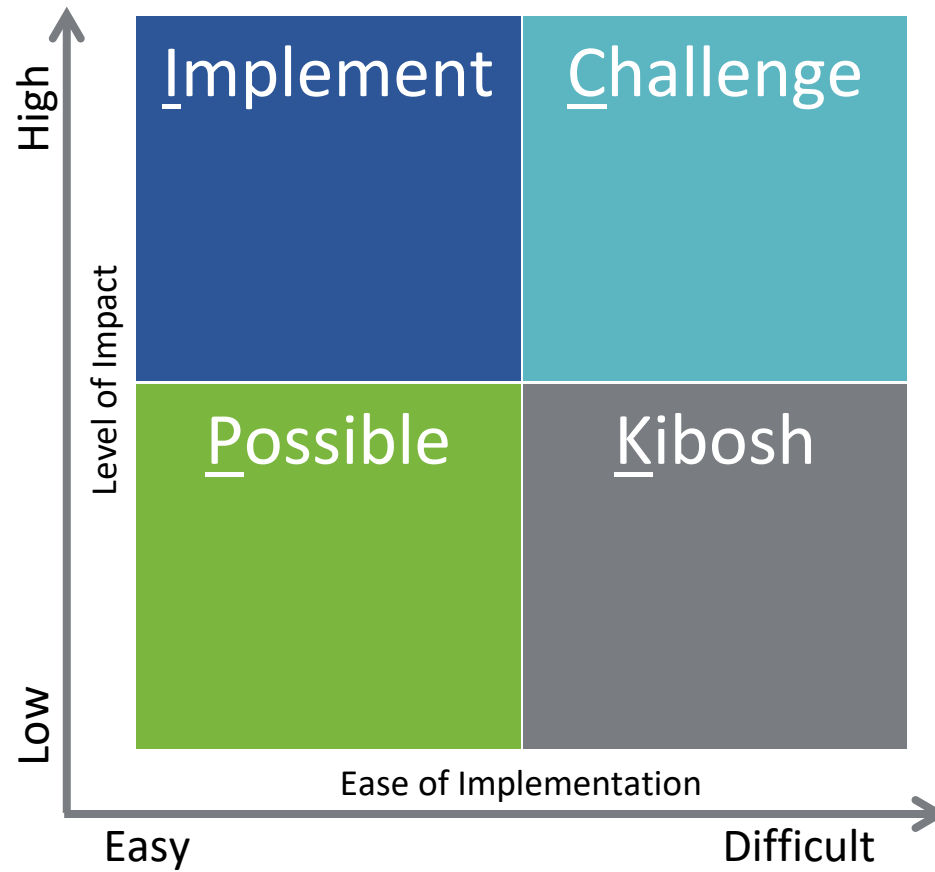 High
Implement
Challenge
Level of Impact
Possible
Kibosh
Low
Ease of Implementation
Easy
Difficult